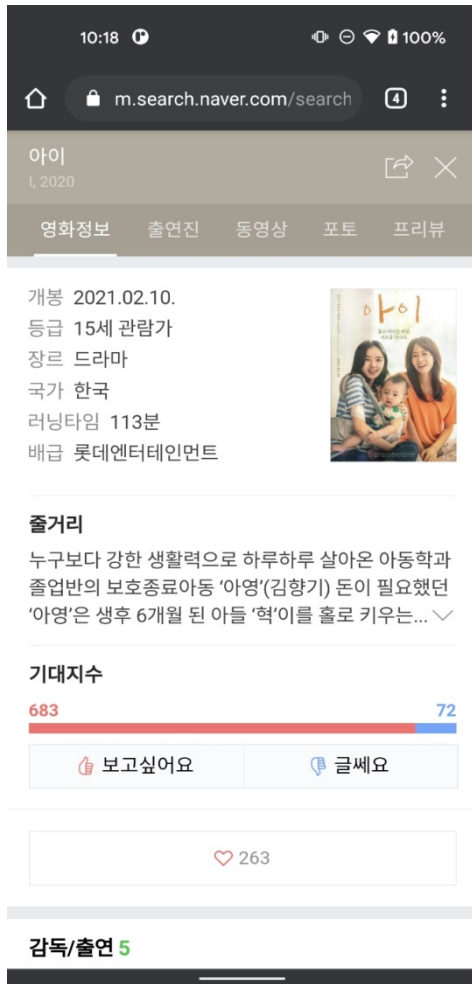 10:18
100%
m.search.naver.com/search
4
아이
I, 2020
영화정보 출연진 동영상 포토 프리뷰
개봉 2021.02.10.
등급 15세 관람가
장르 드라마
국가 한국
러닝타임 113분
배급 롯데엔터테인먼트
아이
줄거리
누구보다 강한 생활력으로 하루하루 살아온 아동학과
졸업반의 보호종료아동 ‘아영’(김향기) 돈이 필요했던
‘아영’은 생후 6개월 된 아들 ‘혁’이를 홀로 키우는...
기대지수
683 72
보고싶어요 글쎄요
263
감독/출연 5